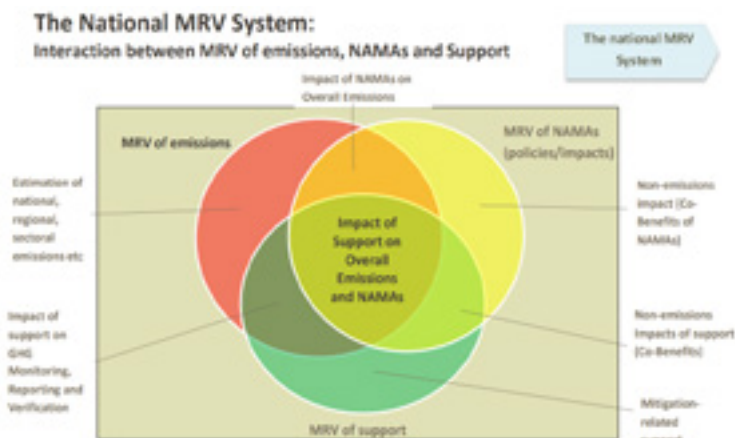 The National MRV System:
Interaction between MRV of emissions, NAMAs and Support
The national MRV
System
Impact of NAMAs on
Overall Emissions
MRV of emissions
MRV of NAMAs
(policies/impacts)
Estimation of
national,
regional,
sectoral
emissions etc
Non-emissions
impact (Co-
Benefits of
NAMAs)
Impact of
Support on
Overall
Emissions
and NAMAs
Impact of
support on
GHG
Monitoring,
Reporting and
Verification
Non-emissions
Impacts of support
(Co-Benefits)
Mitigation-
related
MRV of support